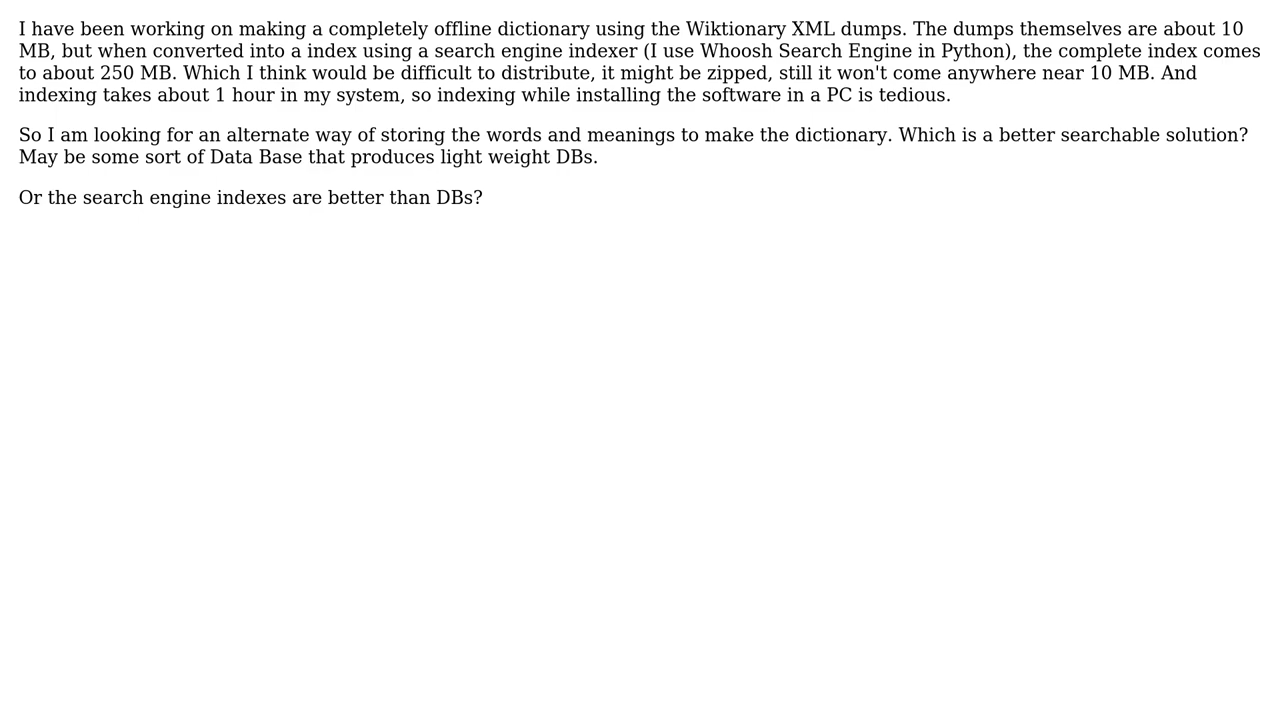 I have been working on making a completely offline dictionary using the Wiktionary XML dumps. The dumps themselves are about 10
MB, but when converted into a index using a search engine indexer (I use Whoosh Search Engine in Python), the complete index comes
to about 250 MB. Which I think would be difficult to distribute, it might be zipped, still it won't come anywhere near 10 MB. And
indexing takes about 1 hour in my system, so indexing while installing the software in a PC is tedious.
So I am looking for an alternate way of storing the words and meanings to make the dictionary. Which is a better searchable solution?
May be some sort of Data Base that produces light weight DBs.
Or the search engine indexes are better than DBs?